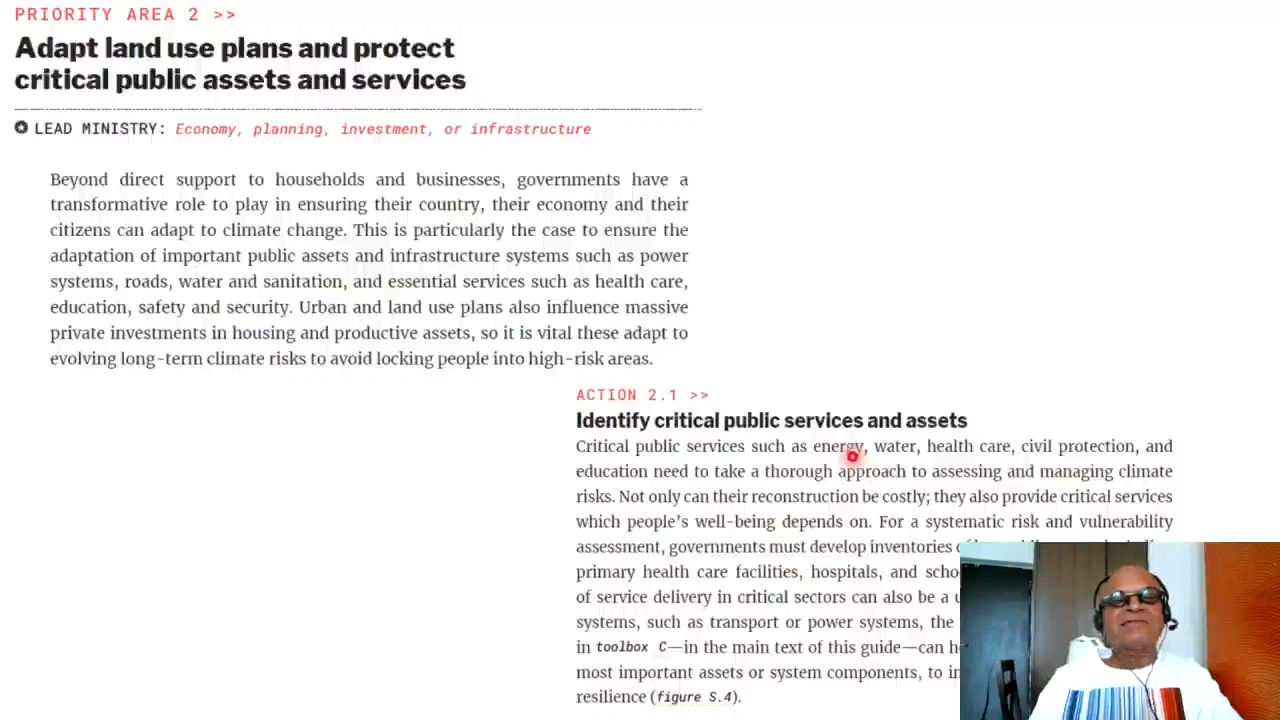 PRIORITY AREA 2 >>
Adapt land use plans and protect
critical public assets and services
LEAD MINISTRY: Economy, planning, investment, or infrastructure
Beyond direct support to households and businesses, governments have a
transformative role to play in ensuring their country, their economy and their
citizens can adapt to climate change. This is particularly the case to ensure the
adaptation of important public assets and infrastructure systems such as power
systems, roads, water and sanitation, and essential services such as health care,
education, safety and security. Urban and land use plans also influence massive
private investments in housing and productive assets, so it is vital these adapt to
evolving long-term climate risks to avoid locking people into high-risk areas.
ACTION 2.1 >>
Identify critical public services and assets
Critical public services such as energy, water, health care, civil protection, and
education need to take a thorough approach to assessing and managing climate
risks. Not only can their reconstruction be costly; they also provide critical services
which people's well-being depends on. For a systematic risk and vulnerability
assessment, governments must develop inventories
primary health care facilities, hospitals, and
of service delivery in critical sectors can also be a
systems, such as transport or power systems, the
in toolbox C—in the main text of this guide—can
most important assets or system components, to
resilience (figure S.4).